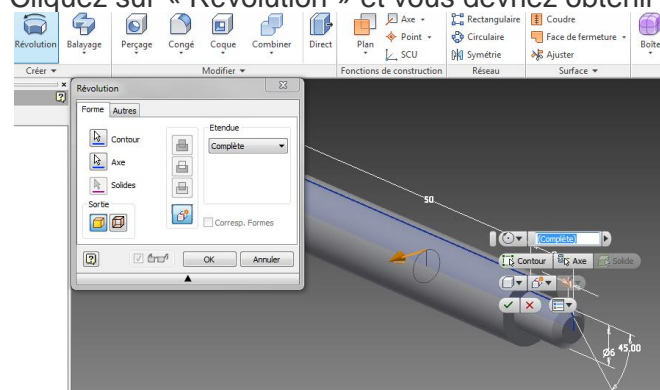 Cliquez sur « Révolution » et vous devriez obtenir
Révolution Balayage Perçage Congé Coque Combiner Direct Plan Axe Point SCU Rectangulaire Circulaire Symétrie Coudre Face de fermeture Ajuster Boîte
Créer Modifier Fonctions de construction Réseau Surface
Révolution
Forme Autres
Contour
Axe
Solides
Sortie
Etendue
Complète
Corresp. Formes
OK Annuler
50
(Complète)
Contour Axe Solide
Ø6 45,00